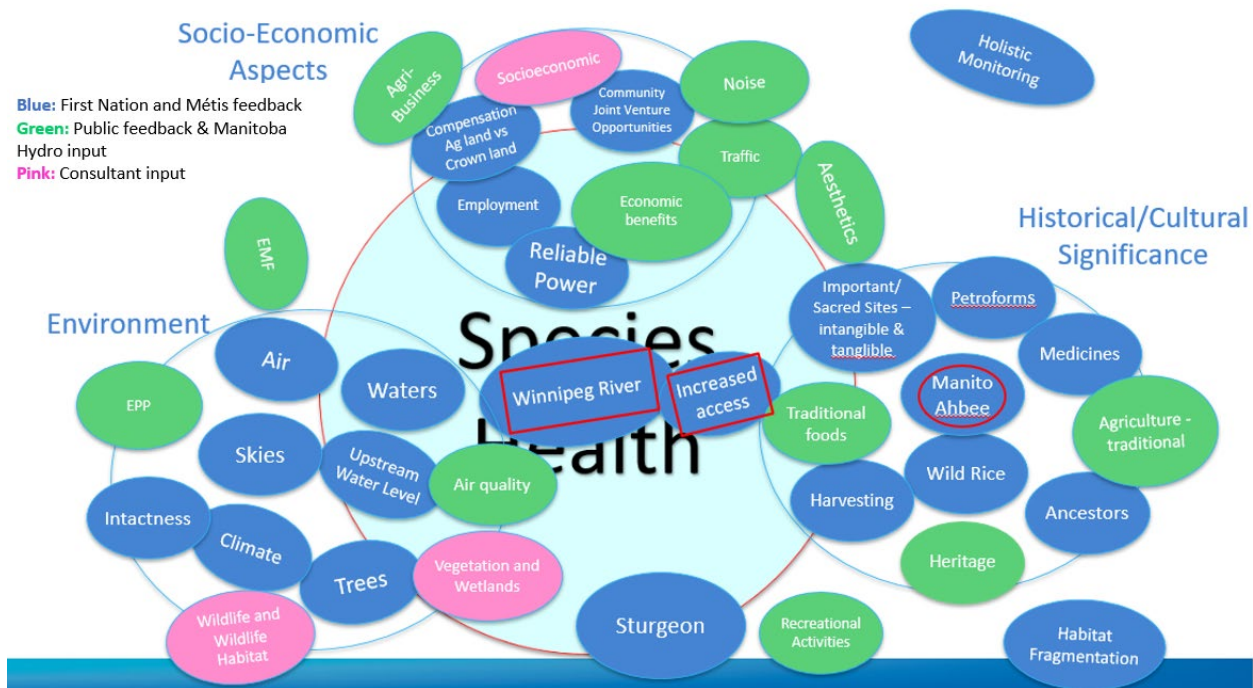 Socio-Economic
Aspects
Blue: First Nation and Métis feedback
Green: Public feedback & Manitoba
Hydro input
Pink: Consultant input
Agri-
Business
Socioeconomic
Compensation
Ag land vs
Crown land
Community
Joint Venture
Opportunities
Noise
Traffic
Employment
Economic
benefits
Reliable
Power
Holistic
Monitoring
Aesthetics
EMF
Historical/Cultural
Significance
Environment
Air
Waters
EPP
Skies
Upstream
Water Level
Air quality
Intactness
Climate
Trees
Vegetation and
Wetlands
Wildlife and
Wildlife
Habitat
Species
Health
Winnipeg River
Increased
access
Sturgeon
Important/
Sacred Sites –
intangible &
tanglible
Petroforms
Medicines
Manito
Ahbee
Traditional
foods
Agriculture -
traditional
Wild Rice
Harvesting
Ancestors
Heritage
Recreational
Activities
Habitat
Fragmentation